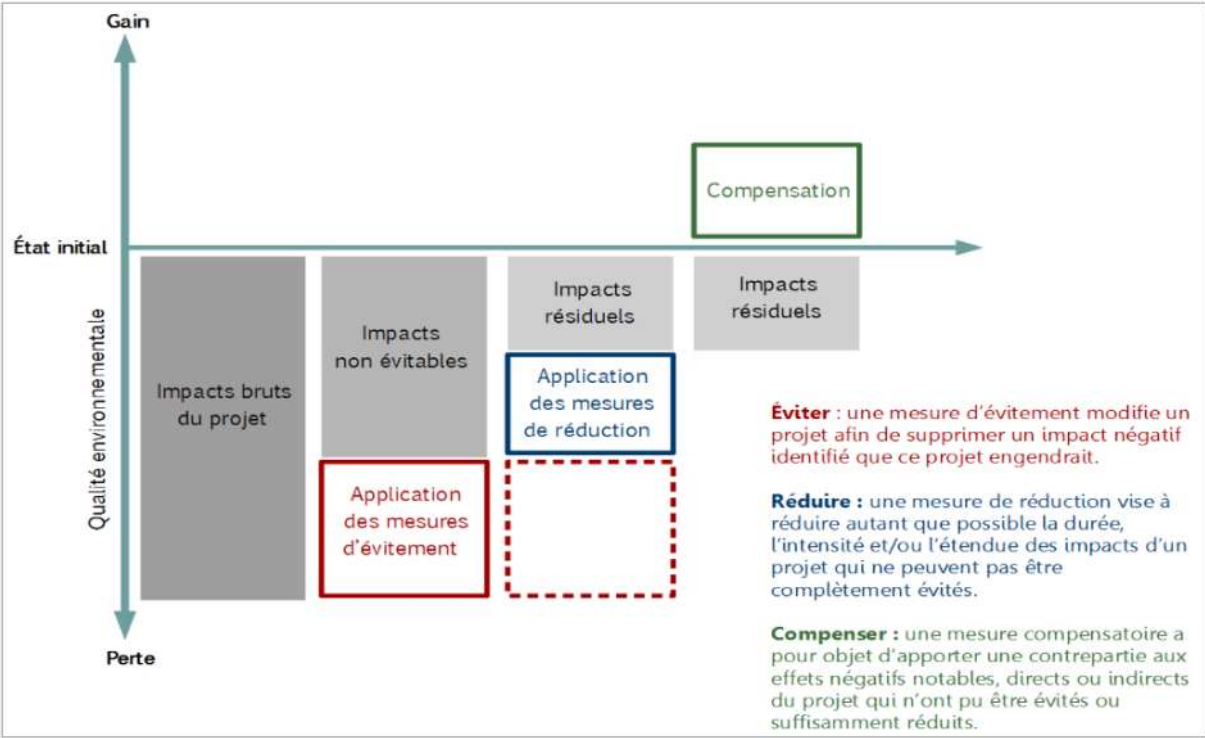 Gain
Compensation
État initial
Impacts bruts
du projet
Impacts
non évitables
Impacts
résiduels
Impacts
résiduels
Application
des mesures
de réduction
Application
des mesures
d'évitement
Qualité environnementale
Perte
Éviter : une mesure d'évitement modifie un
projet afin de supprimer un impact négatif
identifié que ce projet engendrait.
Réduire : une mesure de réduction vise à
réduire autant que possible la durée,
l'intensité et/ou l'étendue des impacts d'un
projet qui ne peuvent pas être
complètement évités.
Compenser : une mesure compensatoire a
pour objet d'apporter une contrepartie aux
effets négatifs notables, directs ou indirects
du projet qui n'ont pu être évités ou
suffisamment réduits.